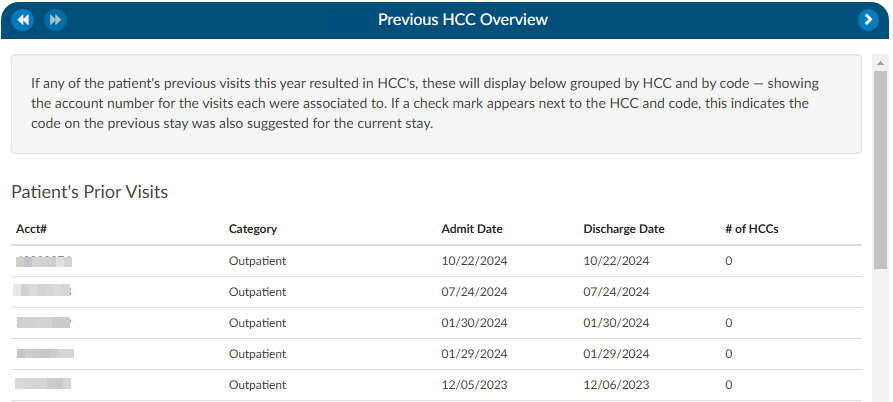 Previous HCC Overview
If any of the patient's previous visits this year resulted in HCC's, these will display below grouped by HCC and by code — showing
the account number for the visits each were associated to. If a check mark appears next to the HCC and code, this indicates the
code on the previous stay was also suggested for the current stay.
Patient's Prior Visits
Acct# Category Admit Date Discharge Date # of HCCs
Outpatient 10/22/2024 10/22/2024 0
Outpatient 07/24/2024 07/24/2024
Outpatient 01/30/2024 01/30/2024 0
Outpatient 01/29/2024 01/29/2024 0
Outpatient 12/05/2023 12/06/2023 0